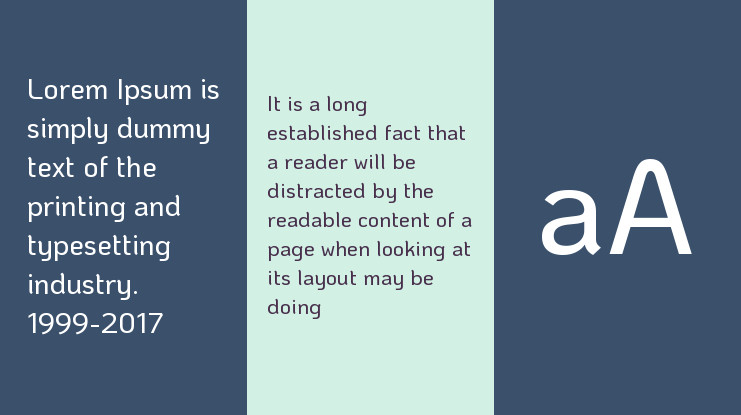 Lorem Ipsum is
simply dummy
text of the
printing and
typesetting
industry.
1999-2017
It is a long
established fact that
a reader will be
distracted by the
readable content of a
page when looking at
its layout may be
doing
aA